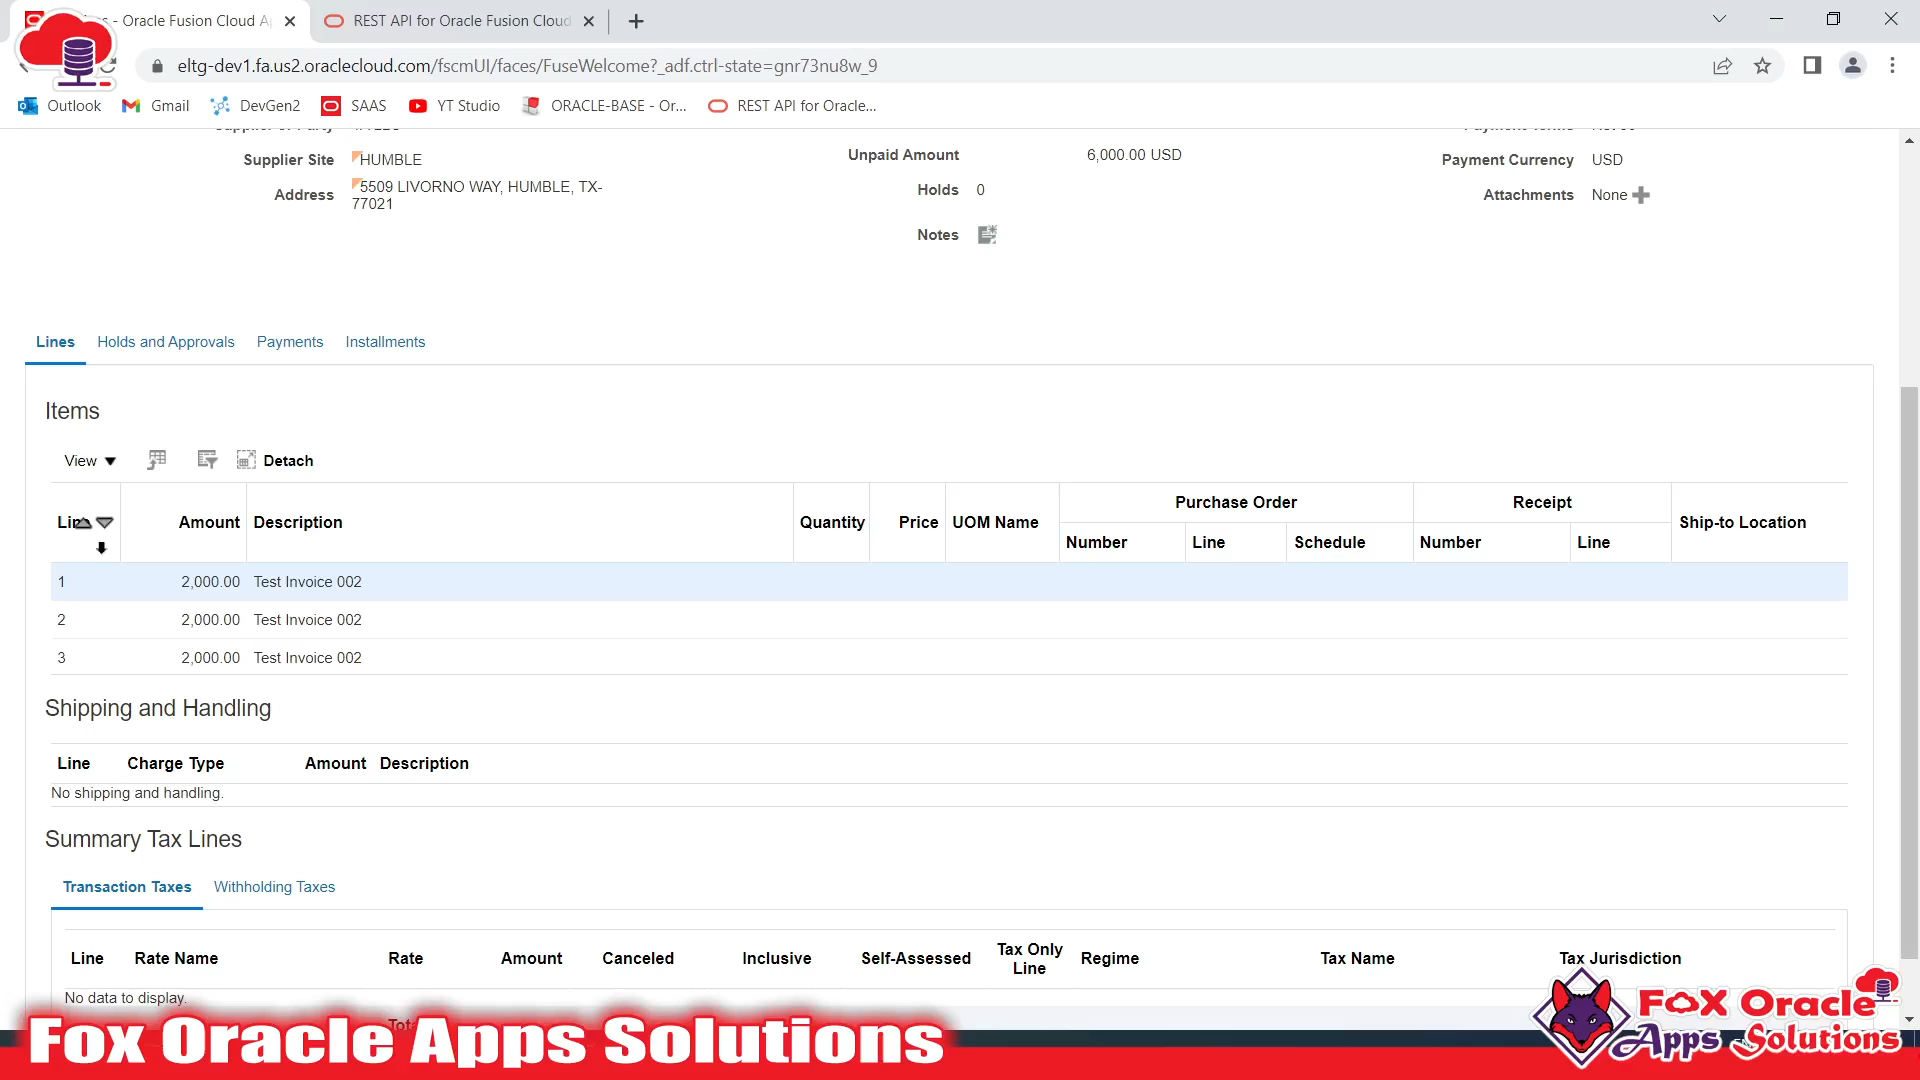 - Oracle Fusion Cloud A
REST API for Oracle Fusion Cloud
eltg-dev1.fa.us2.oraclecloud.com/fscmUI/faces/FuseWelcome?_adf.ctrl-state=gnr73nu8w_9
Outlook
Gmail
DevGen2
SAAS
YT Studio
ORACLE-BASE - Or...
REST API for Oracle...
Supplier Site HUMBLE
Address 5509 LIVORNO WAY, HUMBLE, TX-
77021
Unpaid Amount 6,000.00 USD
Holds 0
Notes
Payment Terms
Payment Currency USD
Attachments None
Lines Holds and Approvals Payments Installments
Items
View Detach
Purchase Order Receipt
Amount Description Quantity Price UOM Name Number Line Schedule Number Line Ship-to Location
1 2,000.00 Test Invoice 002
2 2,000.00 Test Invoice 002
3 2,000.00 Test Invoice 002
Shipping and Handling
Line Charge Type Amount Description
No shipping and handling.
Summary Tax Lines
Transaction Taxes Withholding Taxes
Line Rate Name Rate Amount Canceled Inclusive Self-Assessed Tax Only Line Regime Tax Name Tax Jurisdiction
No data to display.
Fox Oracle Apps Solutions
Fox Oracle
Apps Solutions